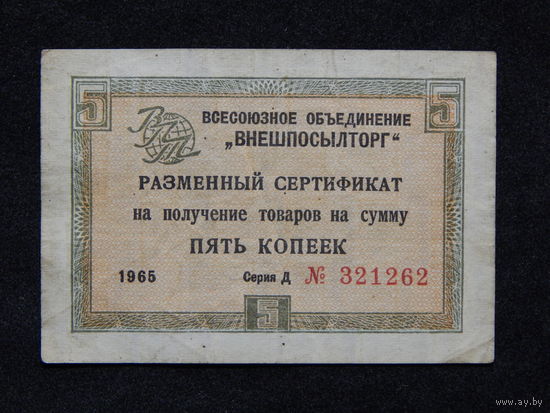 5 5
ВПТ
ВСЕСОЮЗНОЕ ОБЪЕДИНЕНИЕ
„ВНЕШПОСЫЛТОРГ“
РАЗМЕННЫЙ СЕРТИФИКАТ
на получение товаров на сумму
ПЯТЬ КОПЕЕК
1965 Серия Д № 321262
5
www.ay.by